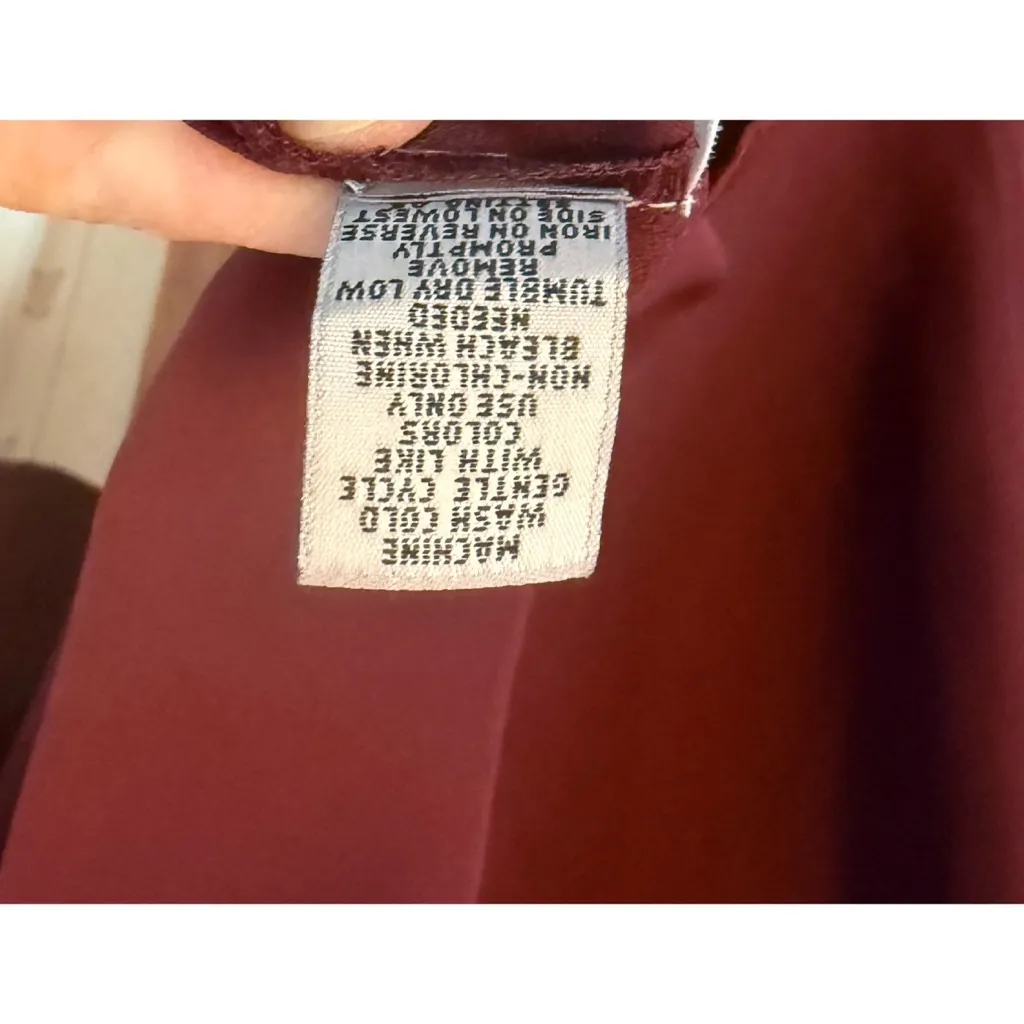 MACHINE
WASH COLD
GENTLE CYCLE
WITH LIKE
COLORS
USE ONLY
NON-CHLORINE
BLEACH WHEN
NEEDED
TUMBLE DRY LOW
REMOVE
PROMPTLY
IRON ON REVERSE
SIDE ON LOWEST
SETTING